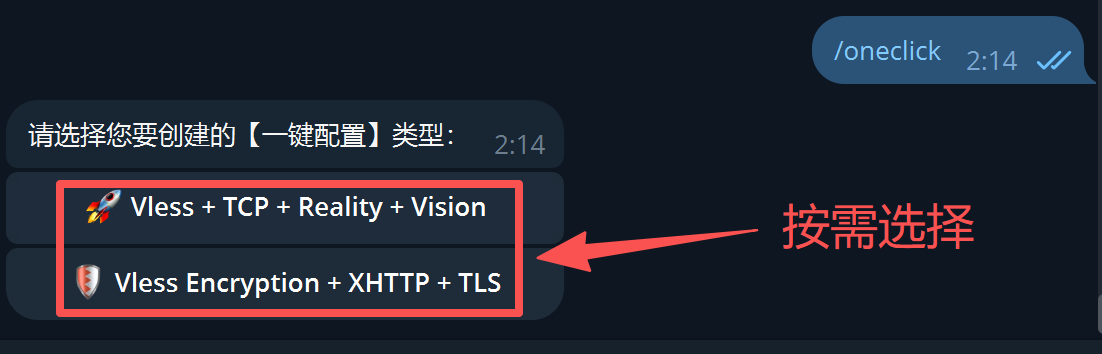 /oneclick 2:14
请选择您要创建的【一键配置】类型： 2:14
🚀 Vless + TCP + Reality + Vision
按需选择
🛡 Vless Encryption + XHTTP + TLS